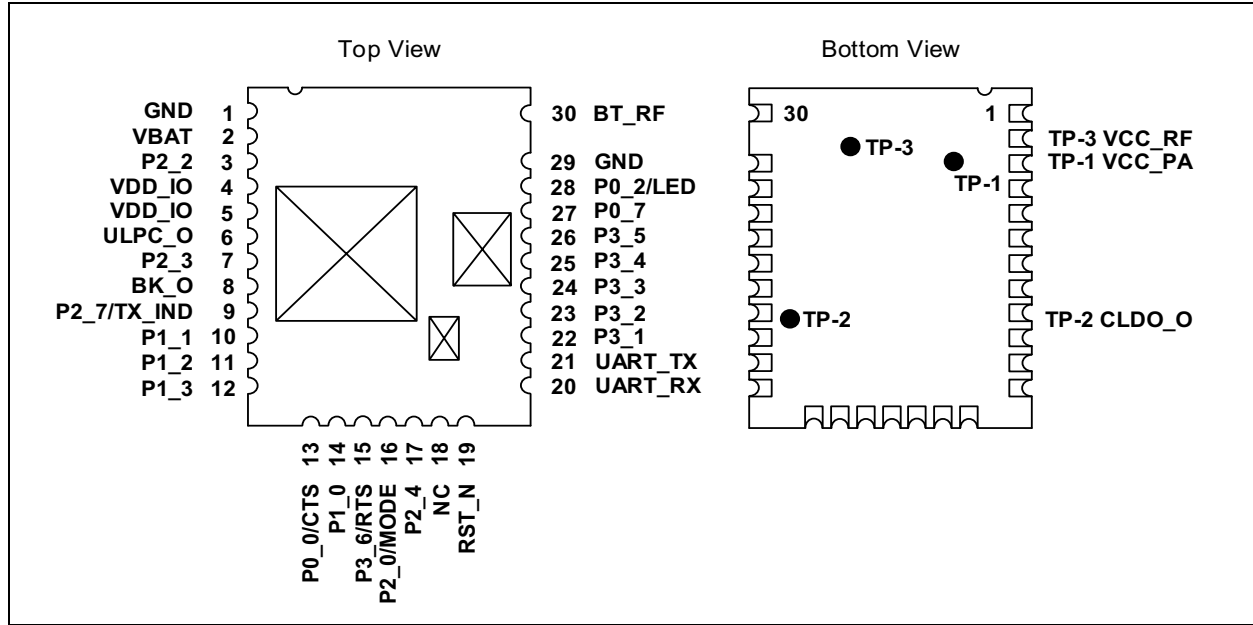 Top View
GND 1
VBAT 2
P2_2 3
VDD_IO 4
VDD_IO 5
ULPC_O 6
P2_3 7
BK_O 8
P2_7/TX_IND 9
P1_1 10
P1_2 11
P1_3 12
13 P0_0/CTS
14 P1_0
15 P3_6/RTS
16 P2_0/MODE
17 P2_4
18 NC
19 RST_N
30 BT_RF
29 GND
28 P0_2/LED
27 P0_7
26 P3_5
25 P3_4
24 P3_3
23 P3_2
22 P3_1
21 UART_TX
20 UART_RX
Bottom View
30 1
TP-3
TP-1
TP-2
TP-3 VCC_RF
TP-1 VCC_PA
TP-2 CLDO_O